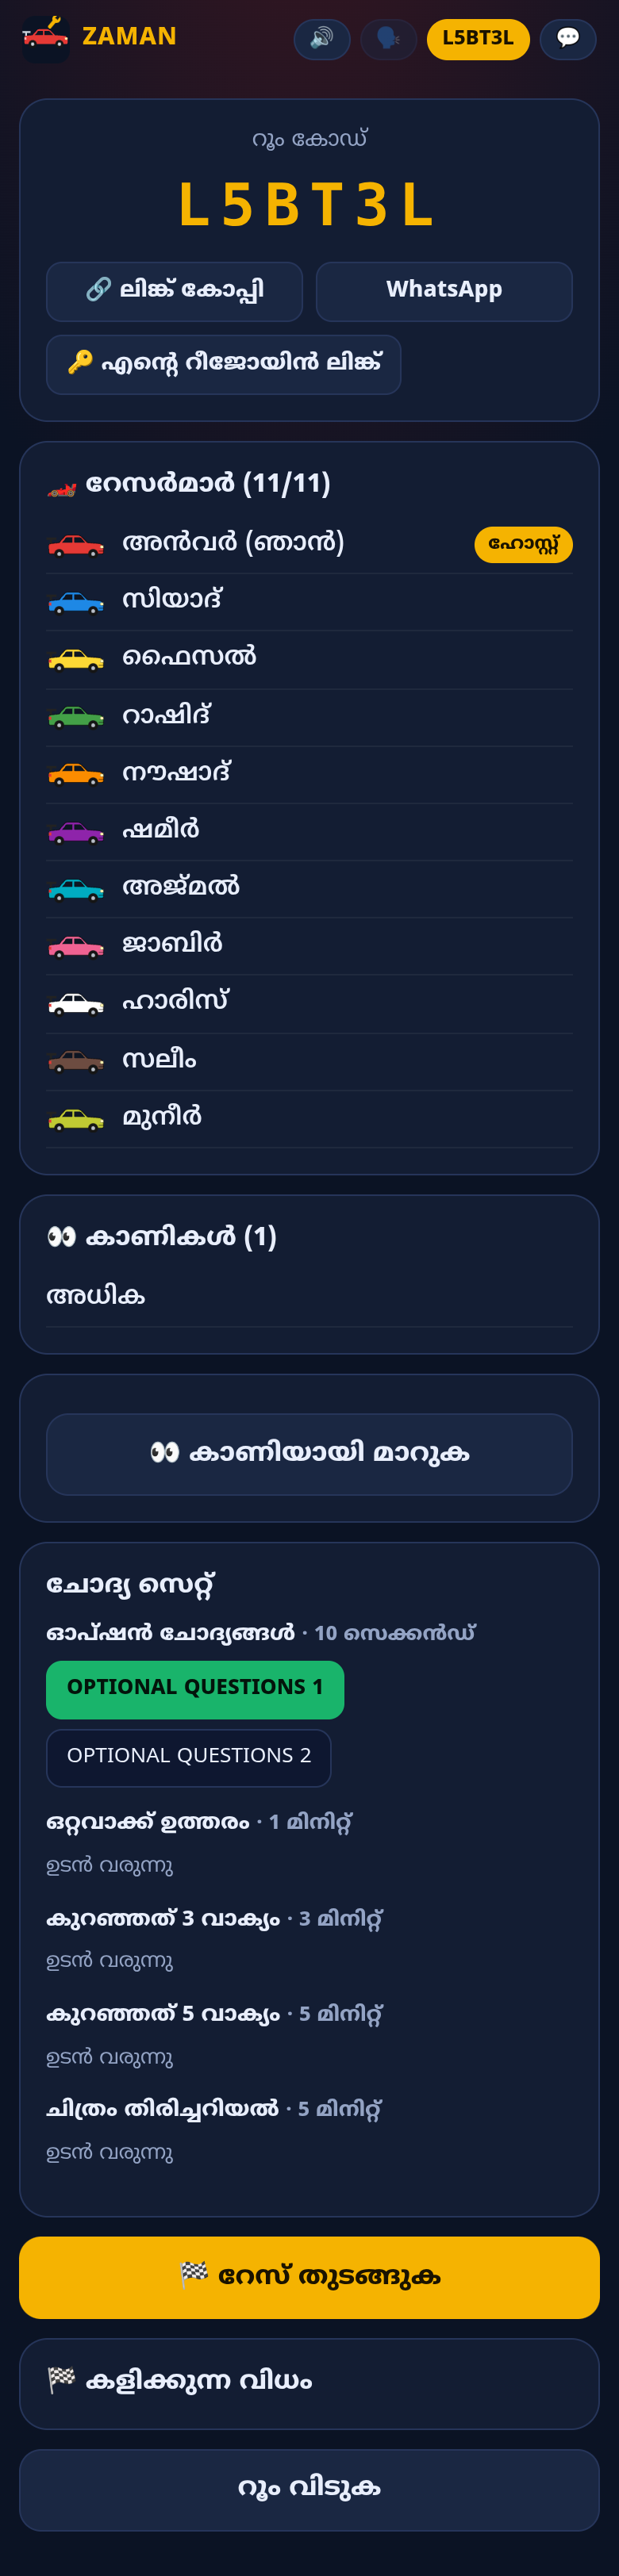 ZAMAN
L5BT3L
റൂം കോഡ്
L5BT3L
ലിങ്ക് കോപ്പി
WhatsApp
എന്റെ റീജോയിൻ ലിങ്ക്
റേസർമാർ (11/11)
അൻവർ (ഞാൻ)
ഹോസ്റ്റ്
സിയാദ്
ഫൈസൽ
റാഷിദ്
നൗഷാദ്
ഷമീർ
അജ്മൽ
ജാബിർ
ഹാരിസ്
സലീം
മുനീർ
കാണികൾ (1)
അധിക
കാണിയായി മാറുക
ചോദ്യ സെറ്റ്
ഓപ്ഷൻ ചോദ്യങ്ങൾ · 10 സെക്കൻഡ്
OPTIONAL QUESTIONS 1
OPTIONAL QUESTIONS 2
ഒറ്റവാക്ക് ഉത്തരം · 1 മിനിറ്റ്
ഉടൻ വരുന്നു
കുറഞ്ഞത് 3 വാക്യം · 3 മിനിറ്റ്
ഉടൻ വരുന്നു
കുറഞ്ഞത് 5 വാക്യം · 5 മിനിറ്റ്
ഉടൻ വരുന്നു
ചിത്രം തിരിച്ചറിയൽ · 5 മിനിറ്റ്
ഉടൻ വരുന്നു
റേസ് തുടങ്ങുക
കളിക്കുന്ന വിധം
റൂം വിടുക